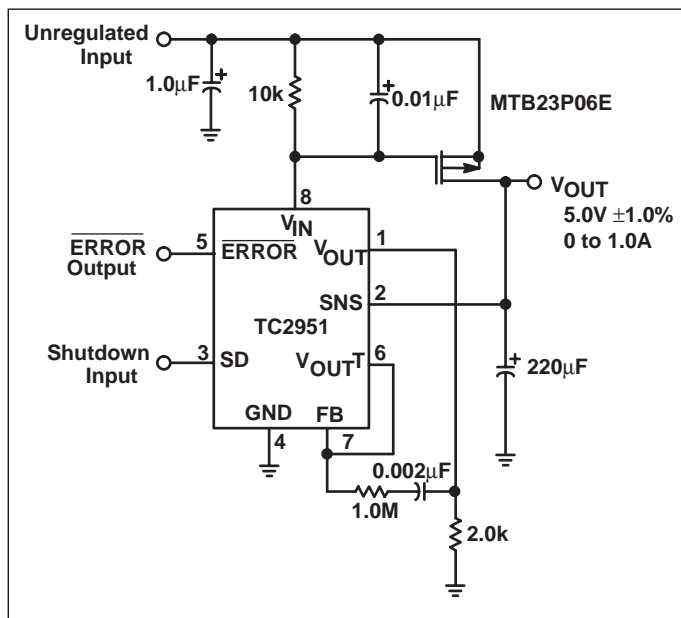 Unregulated
Input
1.0µF
+
10k
+
0.01µF
MTB23P06E
VOUT
5.0V ±1.0%
0 to 1.0A
8
VIN
ERROR
Output
5
ERROR
VOUT
1
SNS
2
TC2951
Shutdown
Input
3
SD
VOUTT
6
+
220µF
GND
FB
4
7
0.002µF
1.0M
2.0k